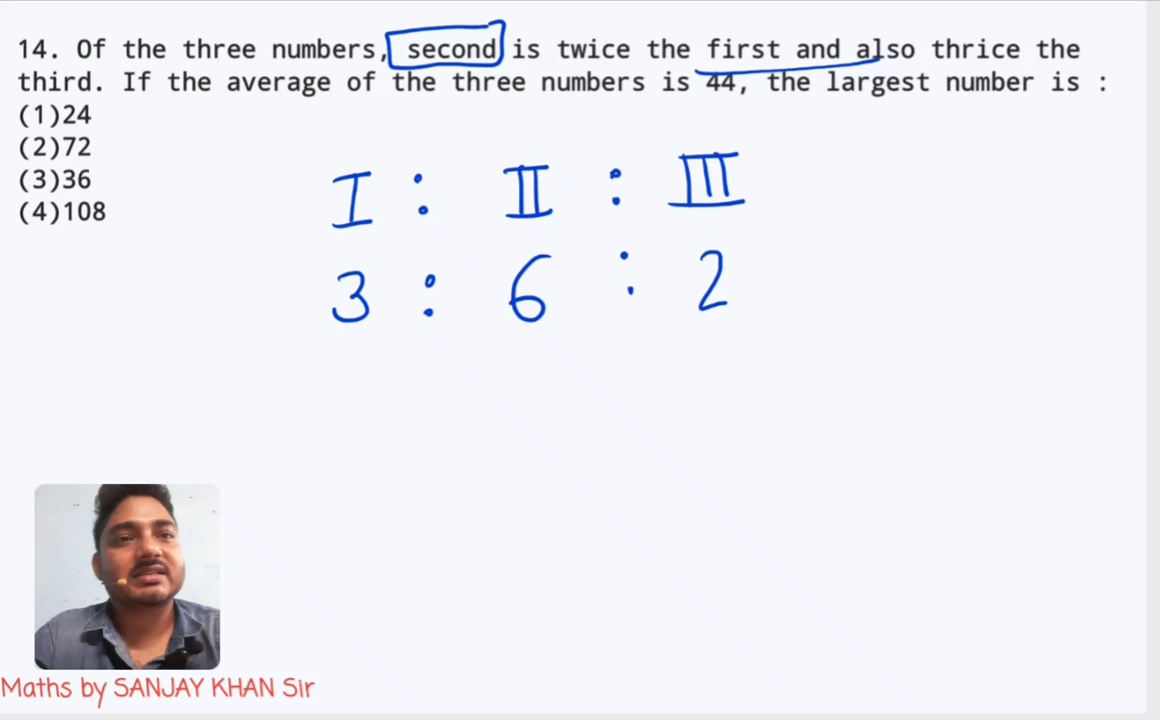 14. Of the three numbers, second is twice the first and also thrice the
third. If the average of the three numbers is 44, the largest number is :
(1)24
(2)72
(3)36
(4)108
I : II : III
3 : 6 : 2
Maths by SANJAY KHAN Sir